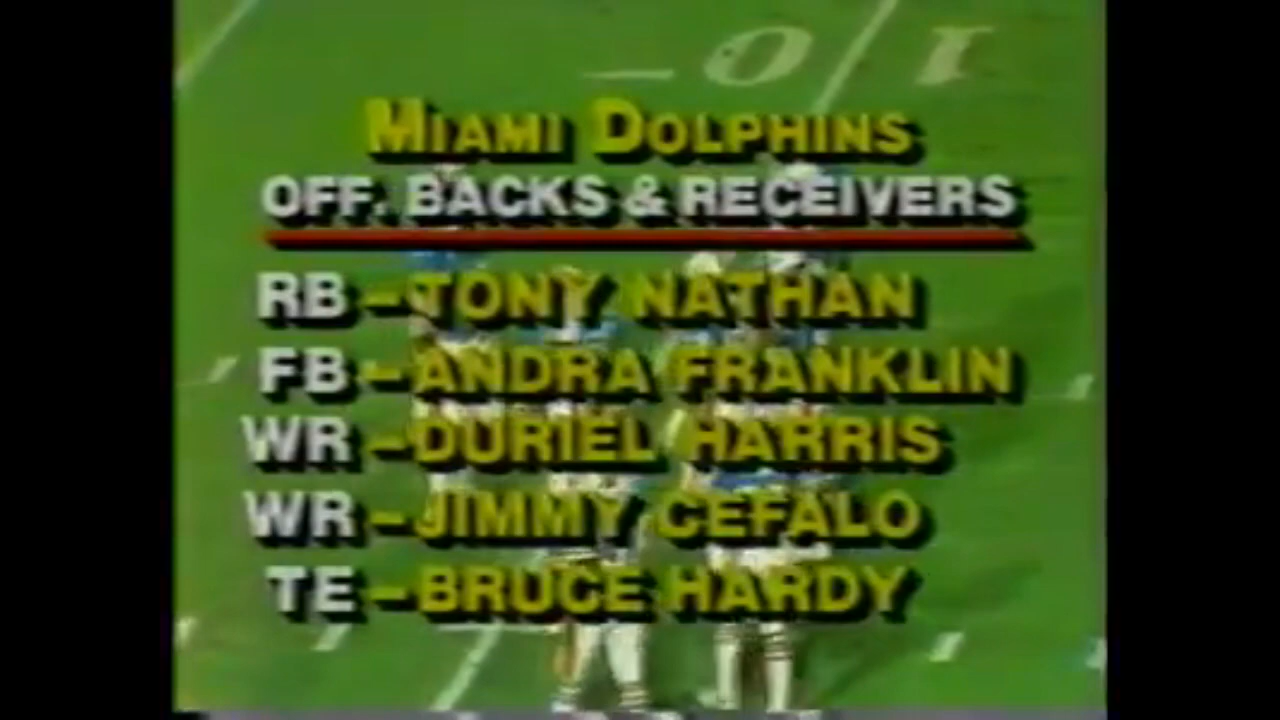 10
MIAMI DOLPHINS
OFF. BACKS & RECEIVERS
RB - TONY NATHAN
FB - ANDRA FRANKLIN
WR - DURIEL HARRIS
WR - JIMMY CEFALO
TE - BRUCE HARDY